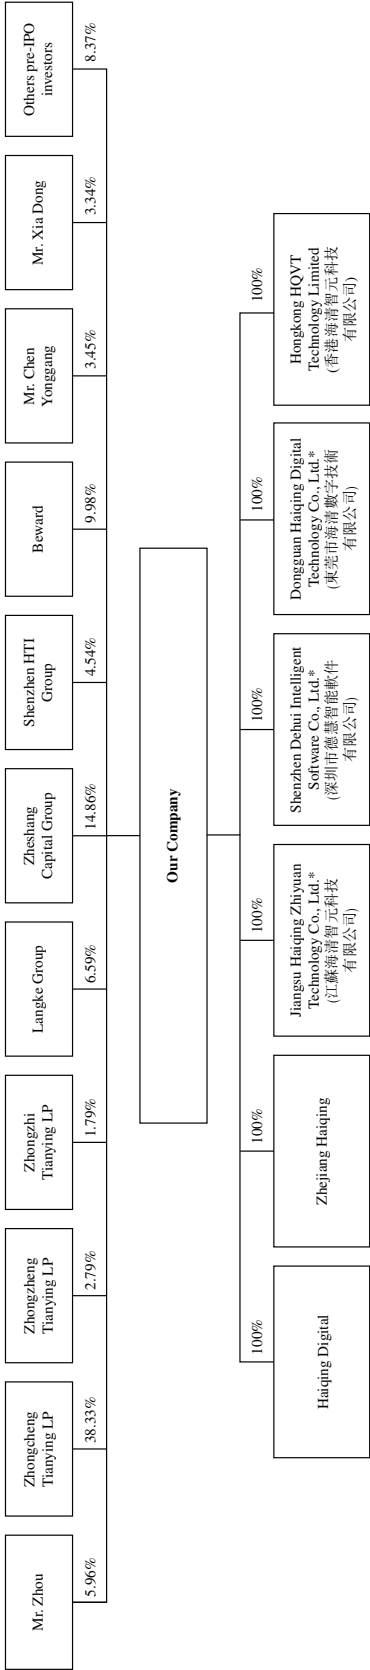 Mr. Zhou
Zhongcheng
Tianying LP
Zhongzheng
Tianying LP
Zhongzhi
Tianying LP
Langke Group
Zheshang
Capital Group
Shenzhen HTI
Group
Beward
Mr. Chen
Yonggang
Mr. Xia Dong
Others pre-IPO
investors
5.96%
38.33%
2.79%
1.79%
6.59%
14.86%
4.54%
9.98%
3.45%
3.34%
8.37%
Our Company
100%
100%
100%
100%
100%
100%
Haiqing Digital
Zhejiang Haiqing
Jiangsu Haiqing Zhiyuan
Technology Co., Ltd.*
(江蘇海清智元科技
有限公司)
Shenzhen Dehui Intelligent
Software Co., Ltd.*
(深圳市德慧智能軟件
有限公司)
Dongguan Haiqing Digital
Technology Co., Ltd.*
(東莞市海清數字技術
有限公司)
Hongkong HQVT
Technology Limited
(香港海清智元科技
有限公司)